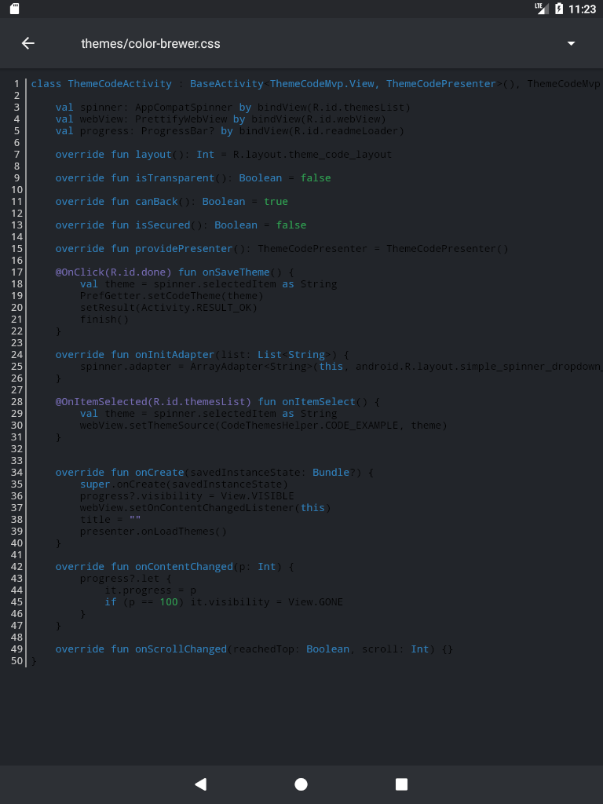 LTE 11:23
themes/color-brewer.css
1 class ThemeCodeActivity : BaseActivity<ThemeCodeMvp.View, ThemeCodePresenter>(), ThemeCodeMvp
2
3 val spinner: AppCompatSpinner by bindView(R.id.themesList)
4 val webView: PrettifyWebView by bindView(R.id.webView)
5 val progress: ProgressBar? by bindView(R.id.readmeLoader)
6
7 override fun layout(): Int = R.layout.theme_code_layout
8
9 override fun isTransparent(): Boolean = false
10
11 override fun canBack(): Boolean = true
12
13 override fun isSecured(): Boolean = false
14
15 override fun providePresenter(): ThemeCodePresenter = ThemeCodePresenter()
16
17 @OnClick(R.id.done) fun onSaveTheme() {
18 val theme = spinner.selectedItem as String
19 PrefGetter.setCodeTheme(theme)
20 setResult(Activity.RESULT_OK)
21 finish()
22 }
23
24 override fun onInitAdapter(list: List<String>) {
25 spinner.adapter = ArrayAdapter<String>(this, android.R.layout.simple_spinner_dropdown_
26 }
27
28 @OnItemSelected(R.id.themesList) fun onItemSelect() {
29 val theme = spinner.selectedItem as String
30 webView.setThemeSource(CodeThemesHelper.CODE_EXAMPLE, theme)
31 }
32
33
34 override fun onCreate(savedInstanceState: Bundle?) {
35 super.onCreate(savedInstanceState)
36 progress?.visibility = View.VISIBLE
37 webView.setOnContentChangedListener(this)
38 title = ""
39 presenter.onLoadThemes()
40 }
41
42 override fun onContentChanged(p: Int) {
43 progress?.let {
44 it.progress = p
45 if (p == 100) it.visibility = View.GONE
46 }
47 }
48
49 override fun onScrollChanged(reachedTop: Boolean, scroll: Int) {}
50 }